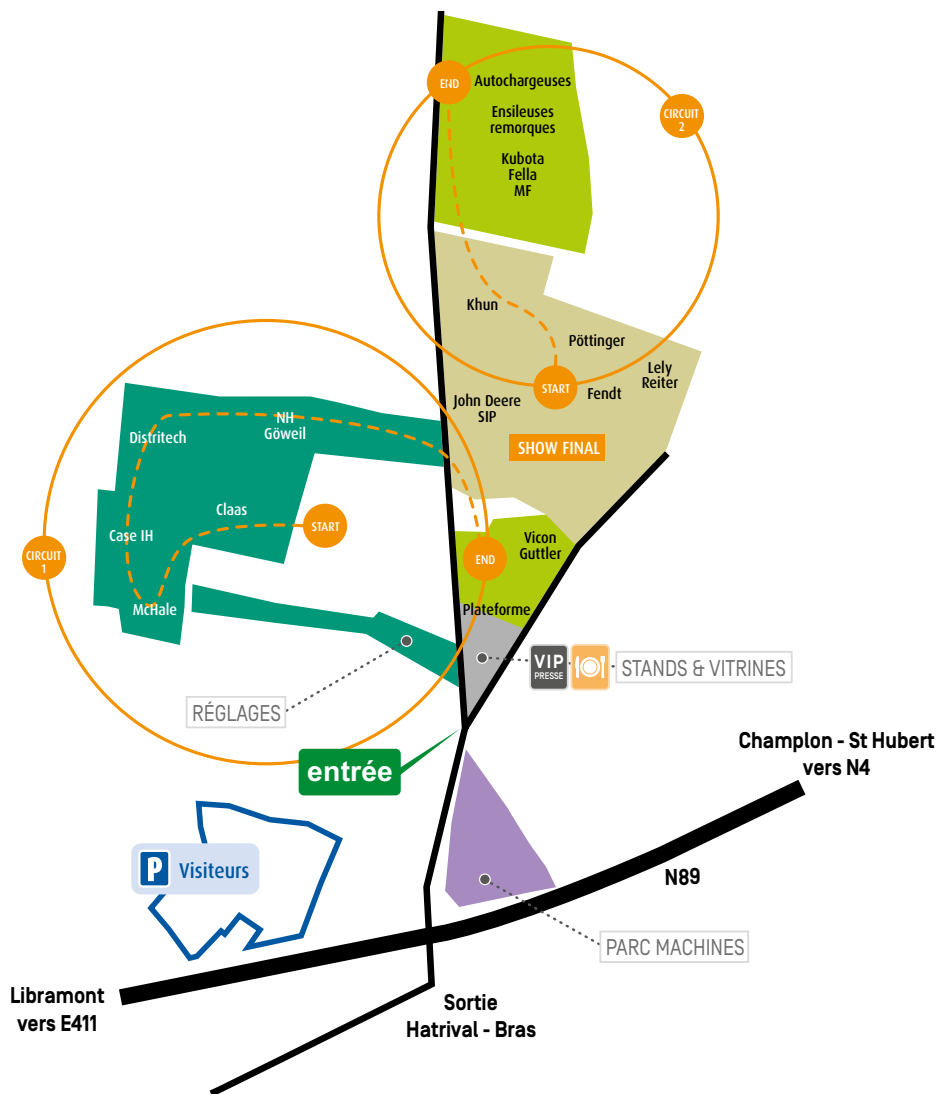 END
Autochargeuses
CIRCUIT
2
Ensileuses
remorques
Kubota
Fella
MF
Khun
Pöttinger
Lely
Reiter
START
Fendt
John Deere
SIP
SHOW FINAL
NH
Göweil
Distritech
Claas
START
Case IH
CIRCUIT
1
McHale
END
Vicon
Guttler
Plateforme
VIP
PRESSE
STANDS & VITRINES
RÉGLAGES
entrée
Champlon - St Hubert
vers N4
P Visiteurs
N89
PARC MACHINES
Libramont
vers E411
Sortie
Hatrival - Bras